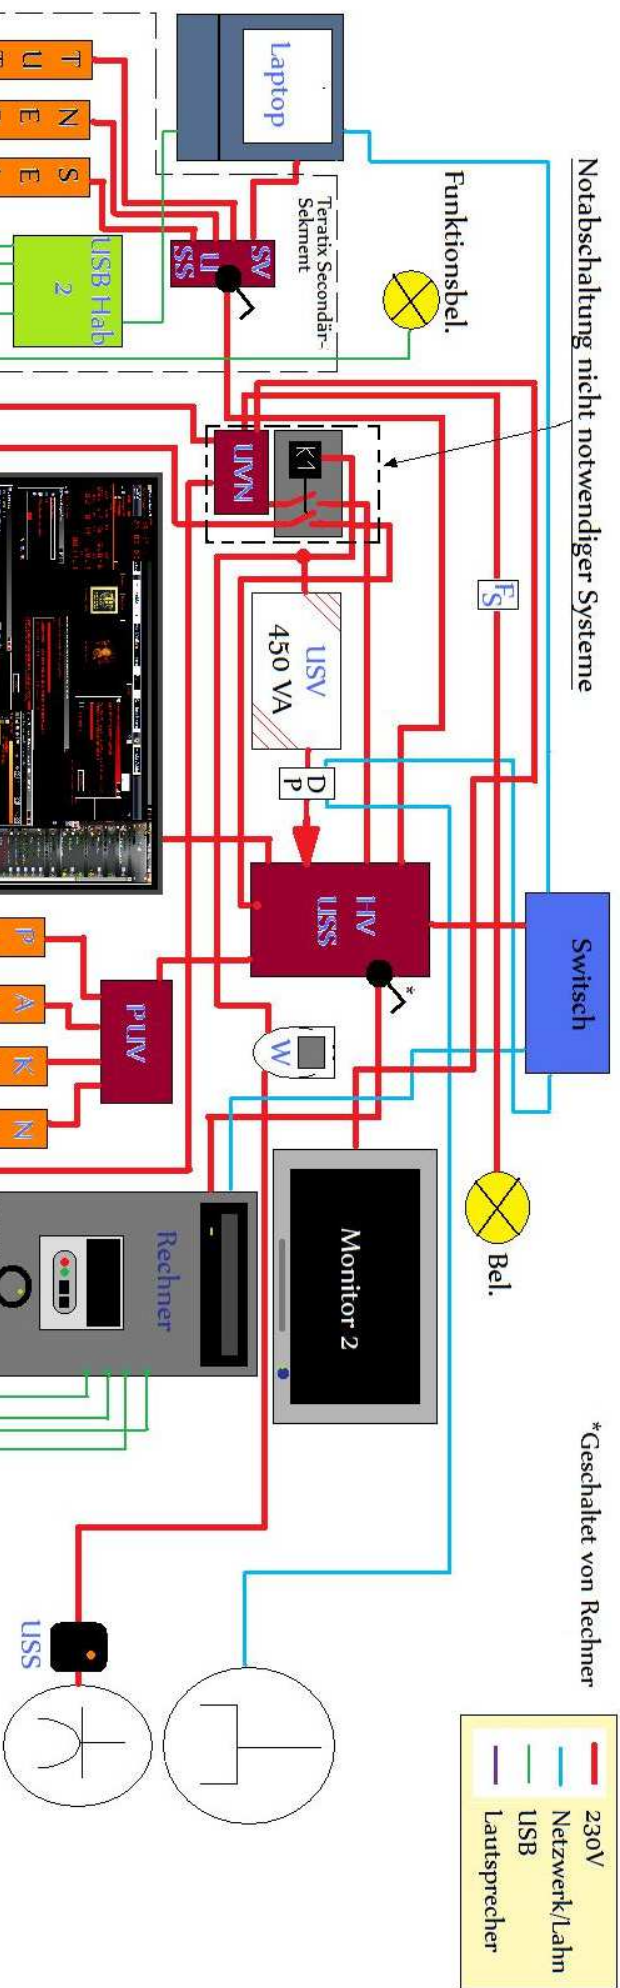 Notabschaltung nicht notwendiger Systeme
*Geschaltet von Rechner
230V
Netzwerk/Lahn
USB
Lautsprecher
Switsch
Funktionsbel.
FS
Bel.
Laptop
Teratix Secondär-
Sekment
SV
U
SS
K1
UVN
USV
450 VA
D
P
HV
USS
*
W
Monitor 2
T
N
S
U
E
E
USB Hab
2
PUV
P
A
K
N
Rechner
USS